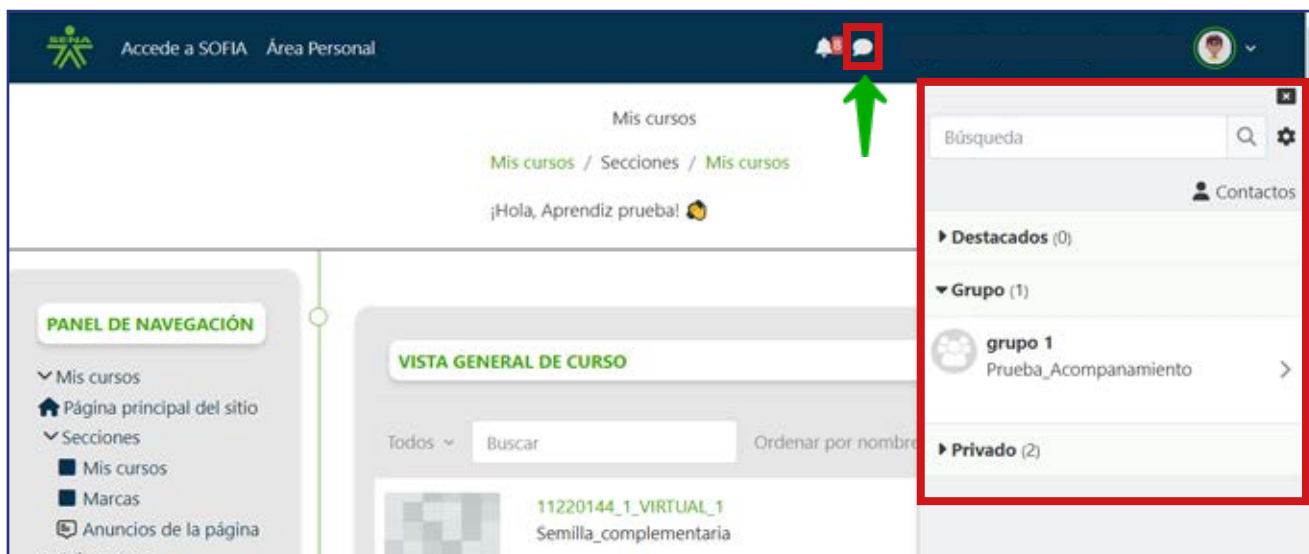 SENA
Accede a SOFIA Área Personal
8
Mis cursos
Mis cursos / Secciones / Mis cursos
¡Hola, Aprendiz prueba!
PANEL DE NAVEGACIÓN
Mis cursos
Página principal del sitio
Secciones
Mis cursos
Marcas
Anuncios de la página
VISTA GENERAL DE CURSO
Todos Buscar Ordenar por nombre
11220144_1_VIRTUAL_1
Semilla_complementaria
Búsqueda
Contactos
Destacados (0)
Grupo (1)
grupo 1
Prueba_Acompanamiento
Privado (2)